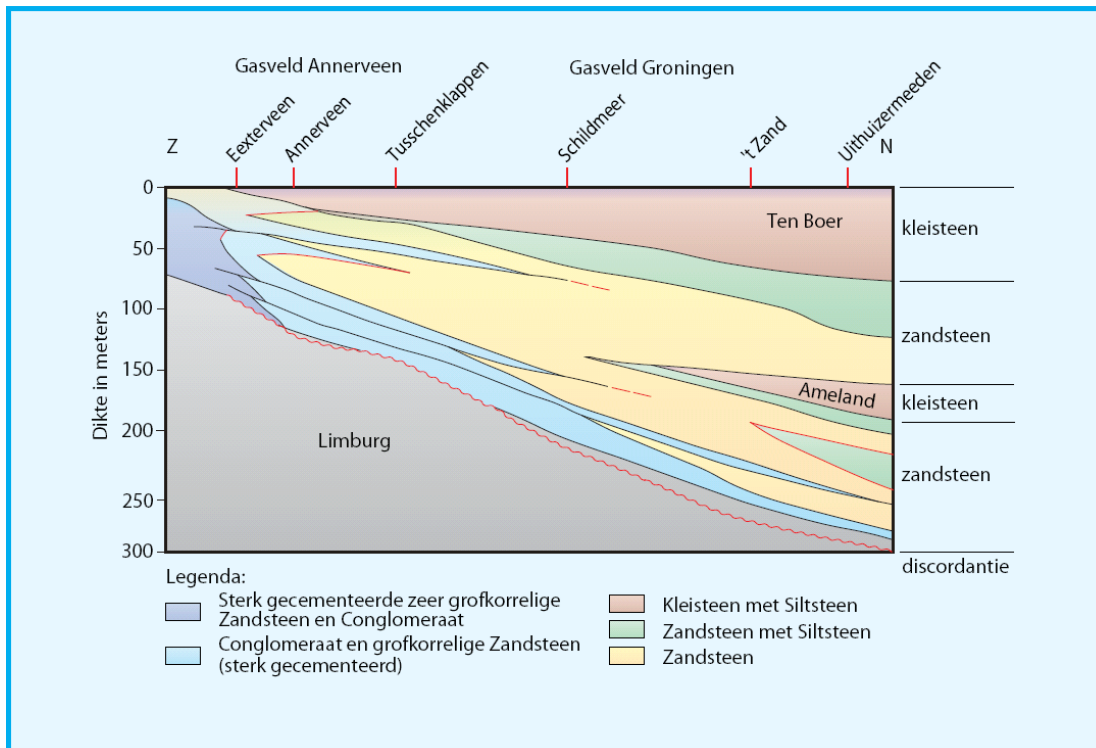 Gasveld Annerveen
Gasveld Groningen
Z
Eexterveen
Annerveen
Tusschenklappen
Schildmeer
't Zand
Uithuizermeeden
N
Dikte in meters
0
50
100
150
200
250
300
Ten Boer
Ameland
Limburg
kleisteen
zandsteen
kleisteen
zandsteen
discordantie
Legenda:
Sterk gecementeerde zeer grofkorrelige
Zandsteen en Conglomeraat
Conglomeraat en grofkorrelige Zandsteen
(sterk gecementeerd)
Kleisteen met Siltsteen
Zandsteen met Siltsteen
Zandsteen